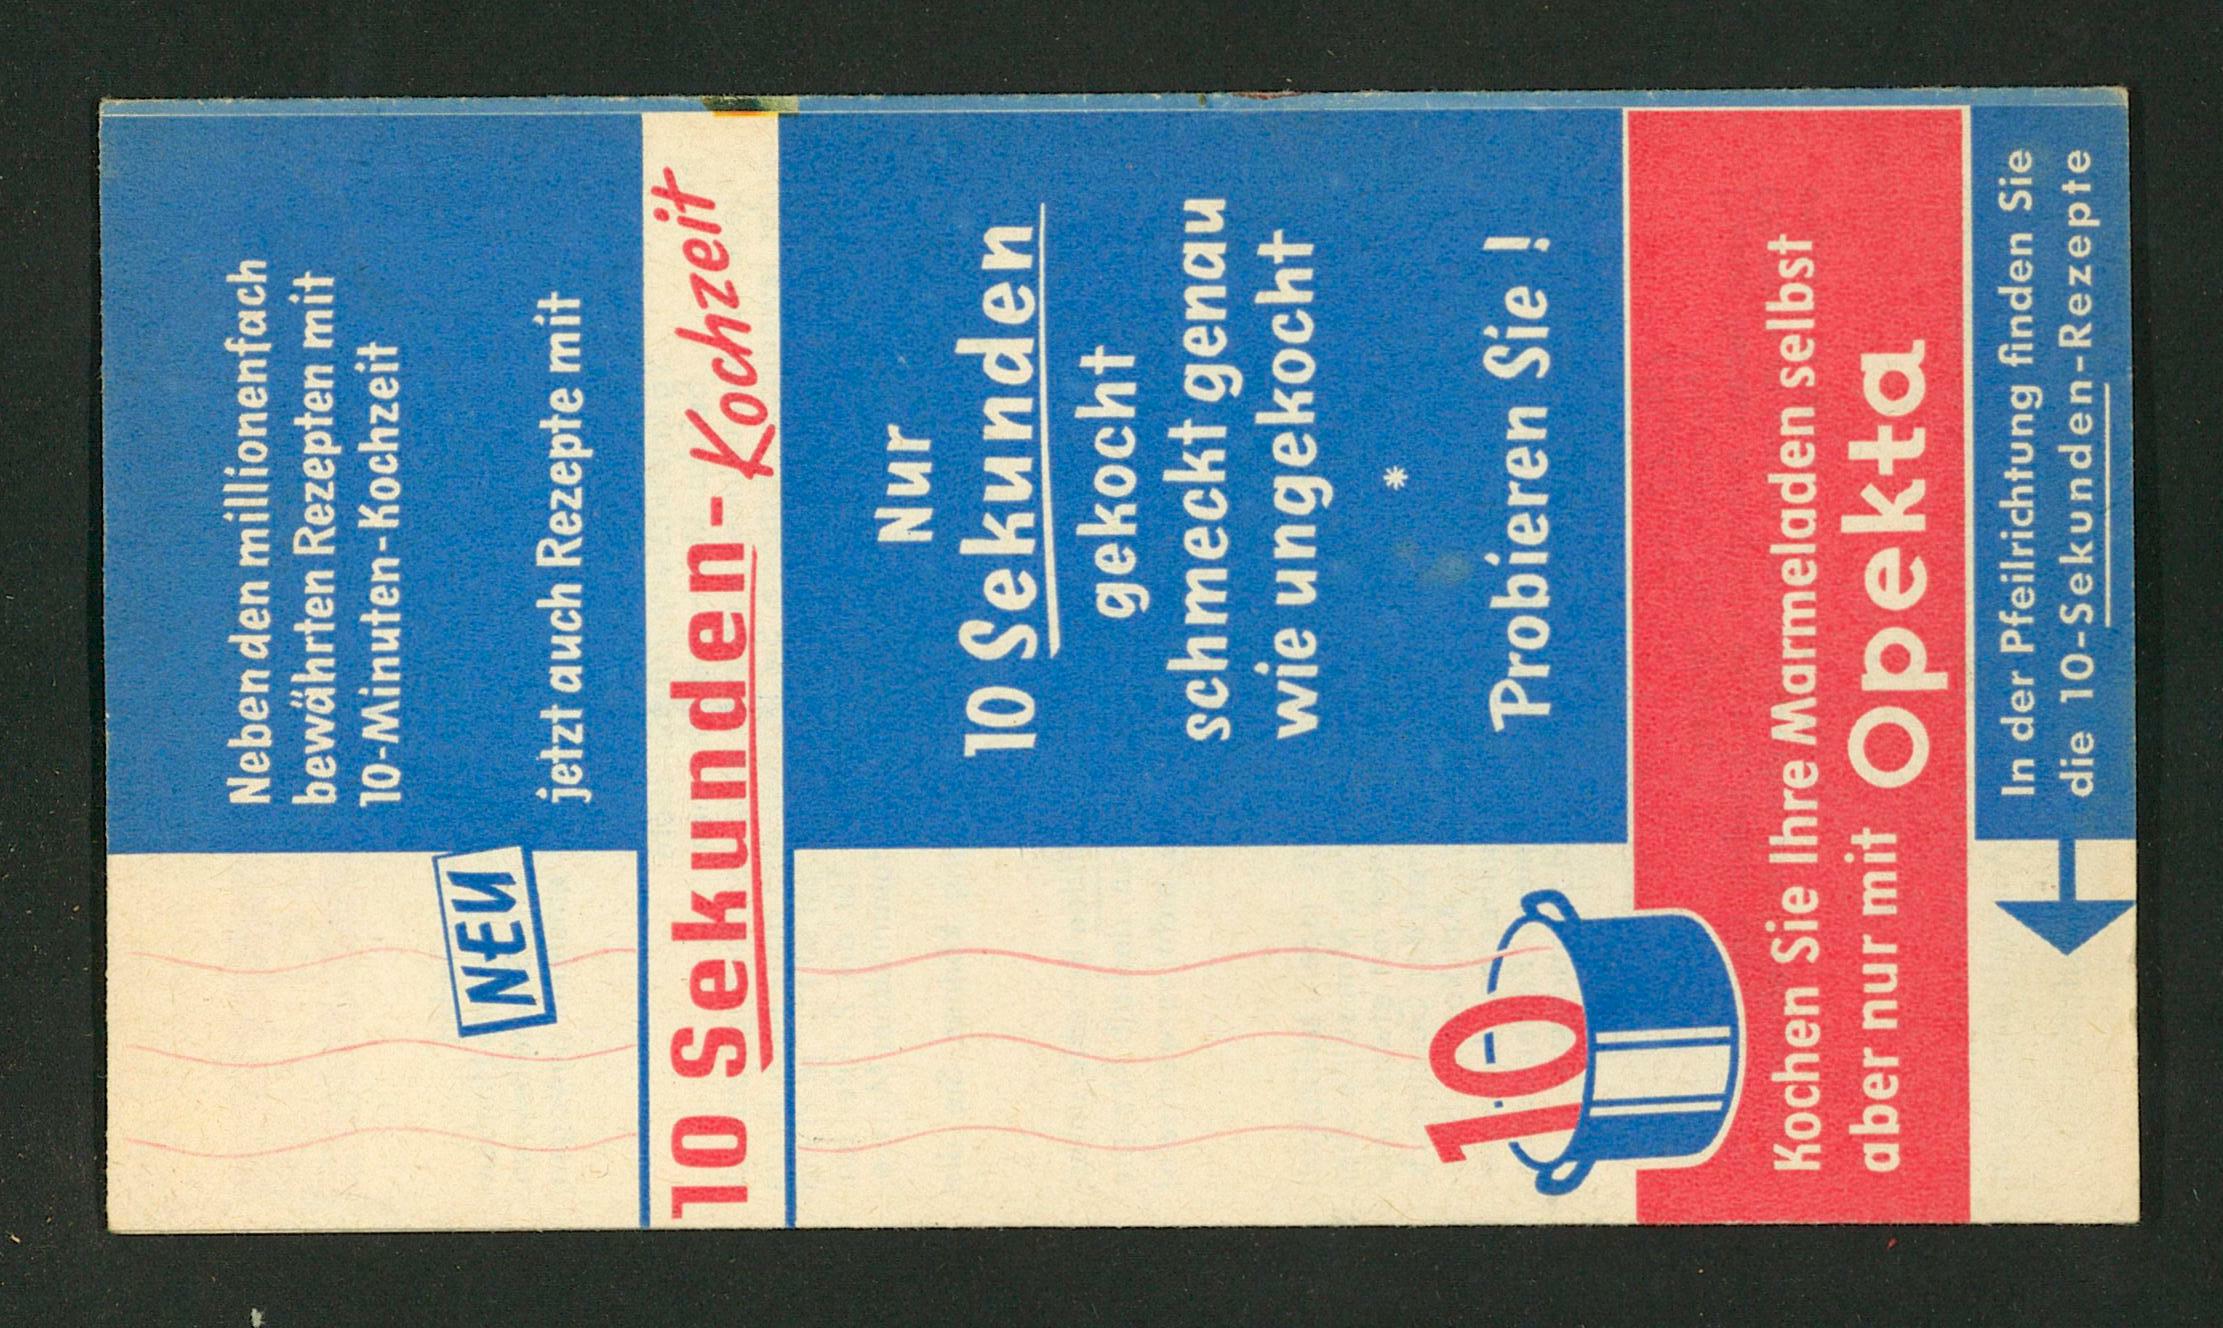 Neben den millionenfach
bewährten Rezepten mit
10-Minuten-Kochzeit
NEU
jetzt auch Rezepte mit
10 Sekunden-Kochzeit
Nur
10 Sekunden
gekocht
schmeckt genau
wie ungekocht
*
Probieren Sie!
10
Kochen Sie Ihre Marmeladen selbst
aber nur mit Opekta
In der Pfeilrichtung finden Sie
die 10-Sekunden-Rezepte